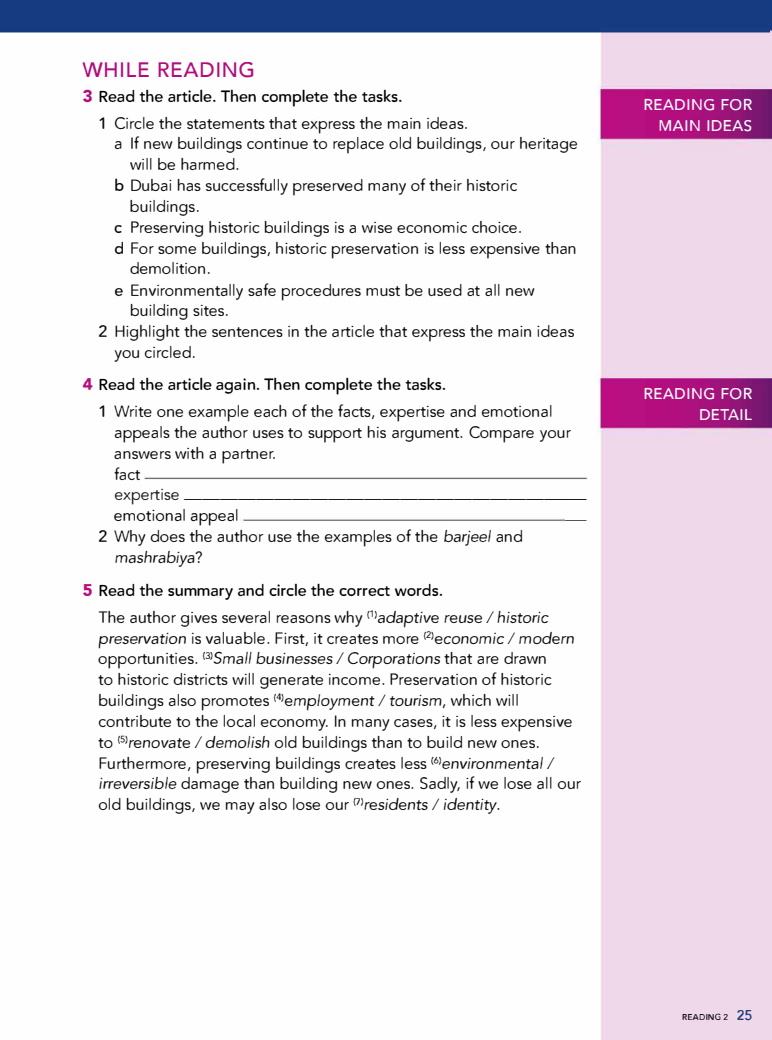 WHILE READING
3 Read the article. Then complete the tasks.
READING FOR
MAIN IDEAS
1 Circle the statements that express the main ideas.
a If new buildings continue to replace old buildings, our heritage
will be harmed.
b Dubai has successfully preserved many of their historic
buildings.
c Preserving historic buildings is a wise economic choice.
d For some buildings, historic preservation is less expensive than
demolition.
e Environmentally safe procedures must be used at all new
building sites.
2 Highlight the sentences in the article that express the main ideas
you circled.
4 Read the article again. Then complete the tasks.
READING FOR
DETAIL
1 Write one example each of the facts, expertise and emotional
appeals the author uses to support his argument. Compare your
answers with a partner.
fact
expertise
emotional appeal
2 Why does the author use the examples of the barjeel and
mashrabiya?
5 Read the summary and circle the correct words.
The author gives several reasons why (1)adaptive reuse / historic
preservation is valuable. First, it creates more (2)economic / modern
opportunities. (3)Small businesses / Corporations that are drawn
to historic districts will generate income. Preservation of historic
buildings also promotes (4)employment / tourism, which will
contribute to the local economy. In many cases, it is less expensive
to (5)renovate / demolish old buildings than to build new ones.
Furthermore, preserving buildings creates less (6)environmental /
irreversible damage than building new ones. Sadly, if we lose all our
old buildings, we may also lose our (7)residents / identity.
READING 2 25